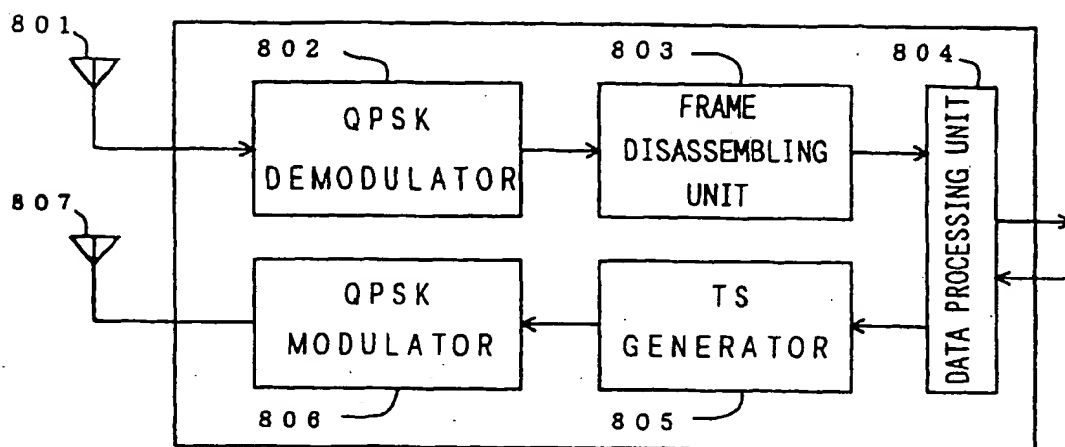 801
802
803
804
QPSK
DEMODULATOR
FRAME
DISASSEMBLING
UNIT
DATA PROCESSING UNIT
807
QPSK
MODULATOR
TS
GENERATOR
806
805